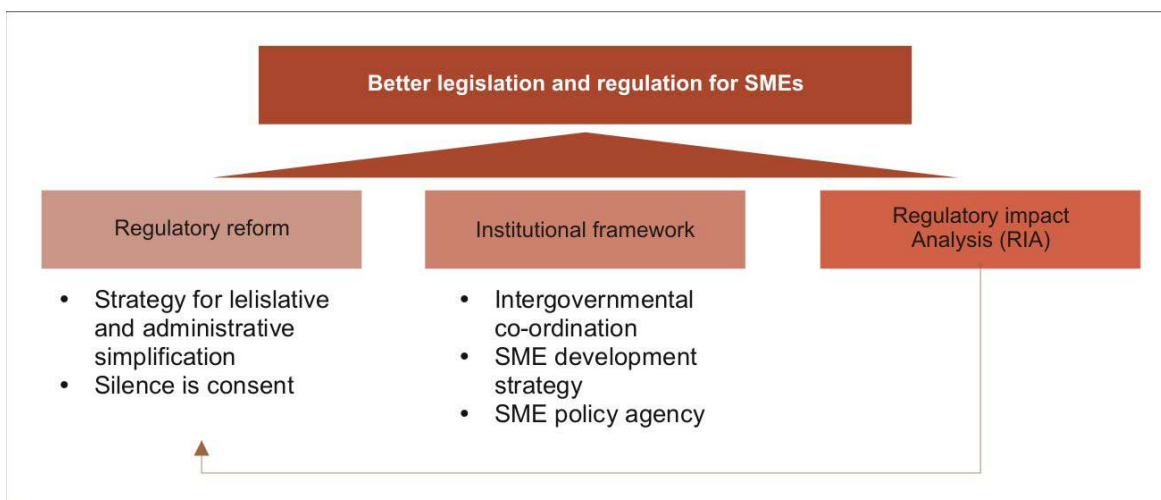 Better legislation and regulation for SMEs
Regulatory reform
• Strategy for lelislative
and administrative
simplification
• Silence is consent
Institutional framework
• Intergovernmental
co-ordination
• SME development
strategy
• SME policy agency
Regulatory impact
Analysis (RIA)